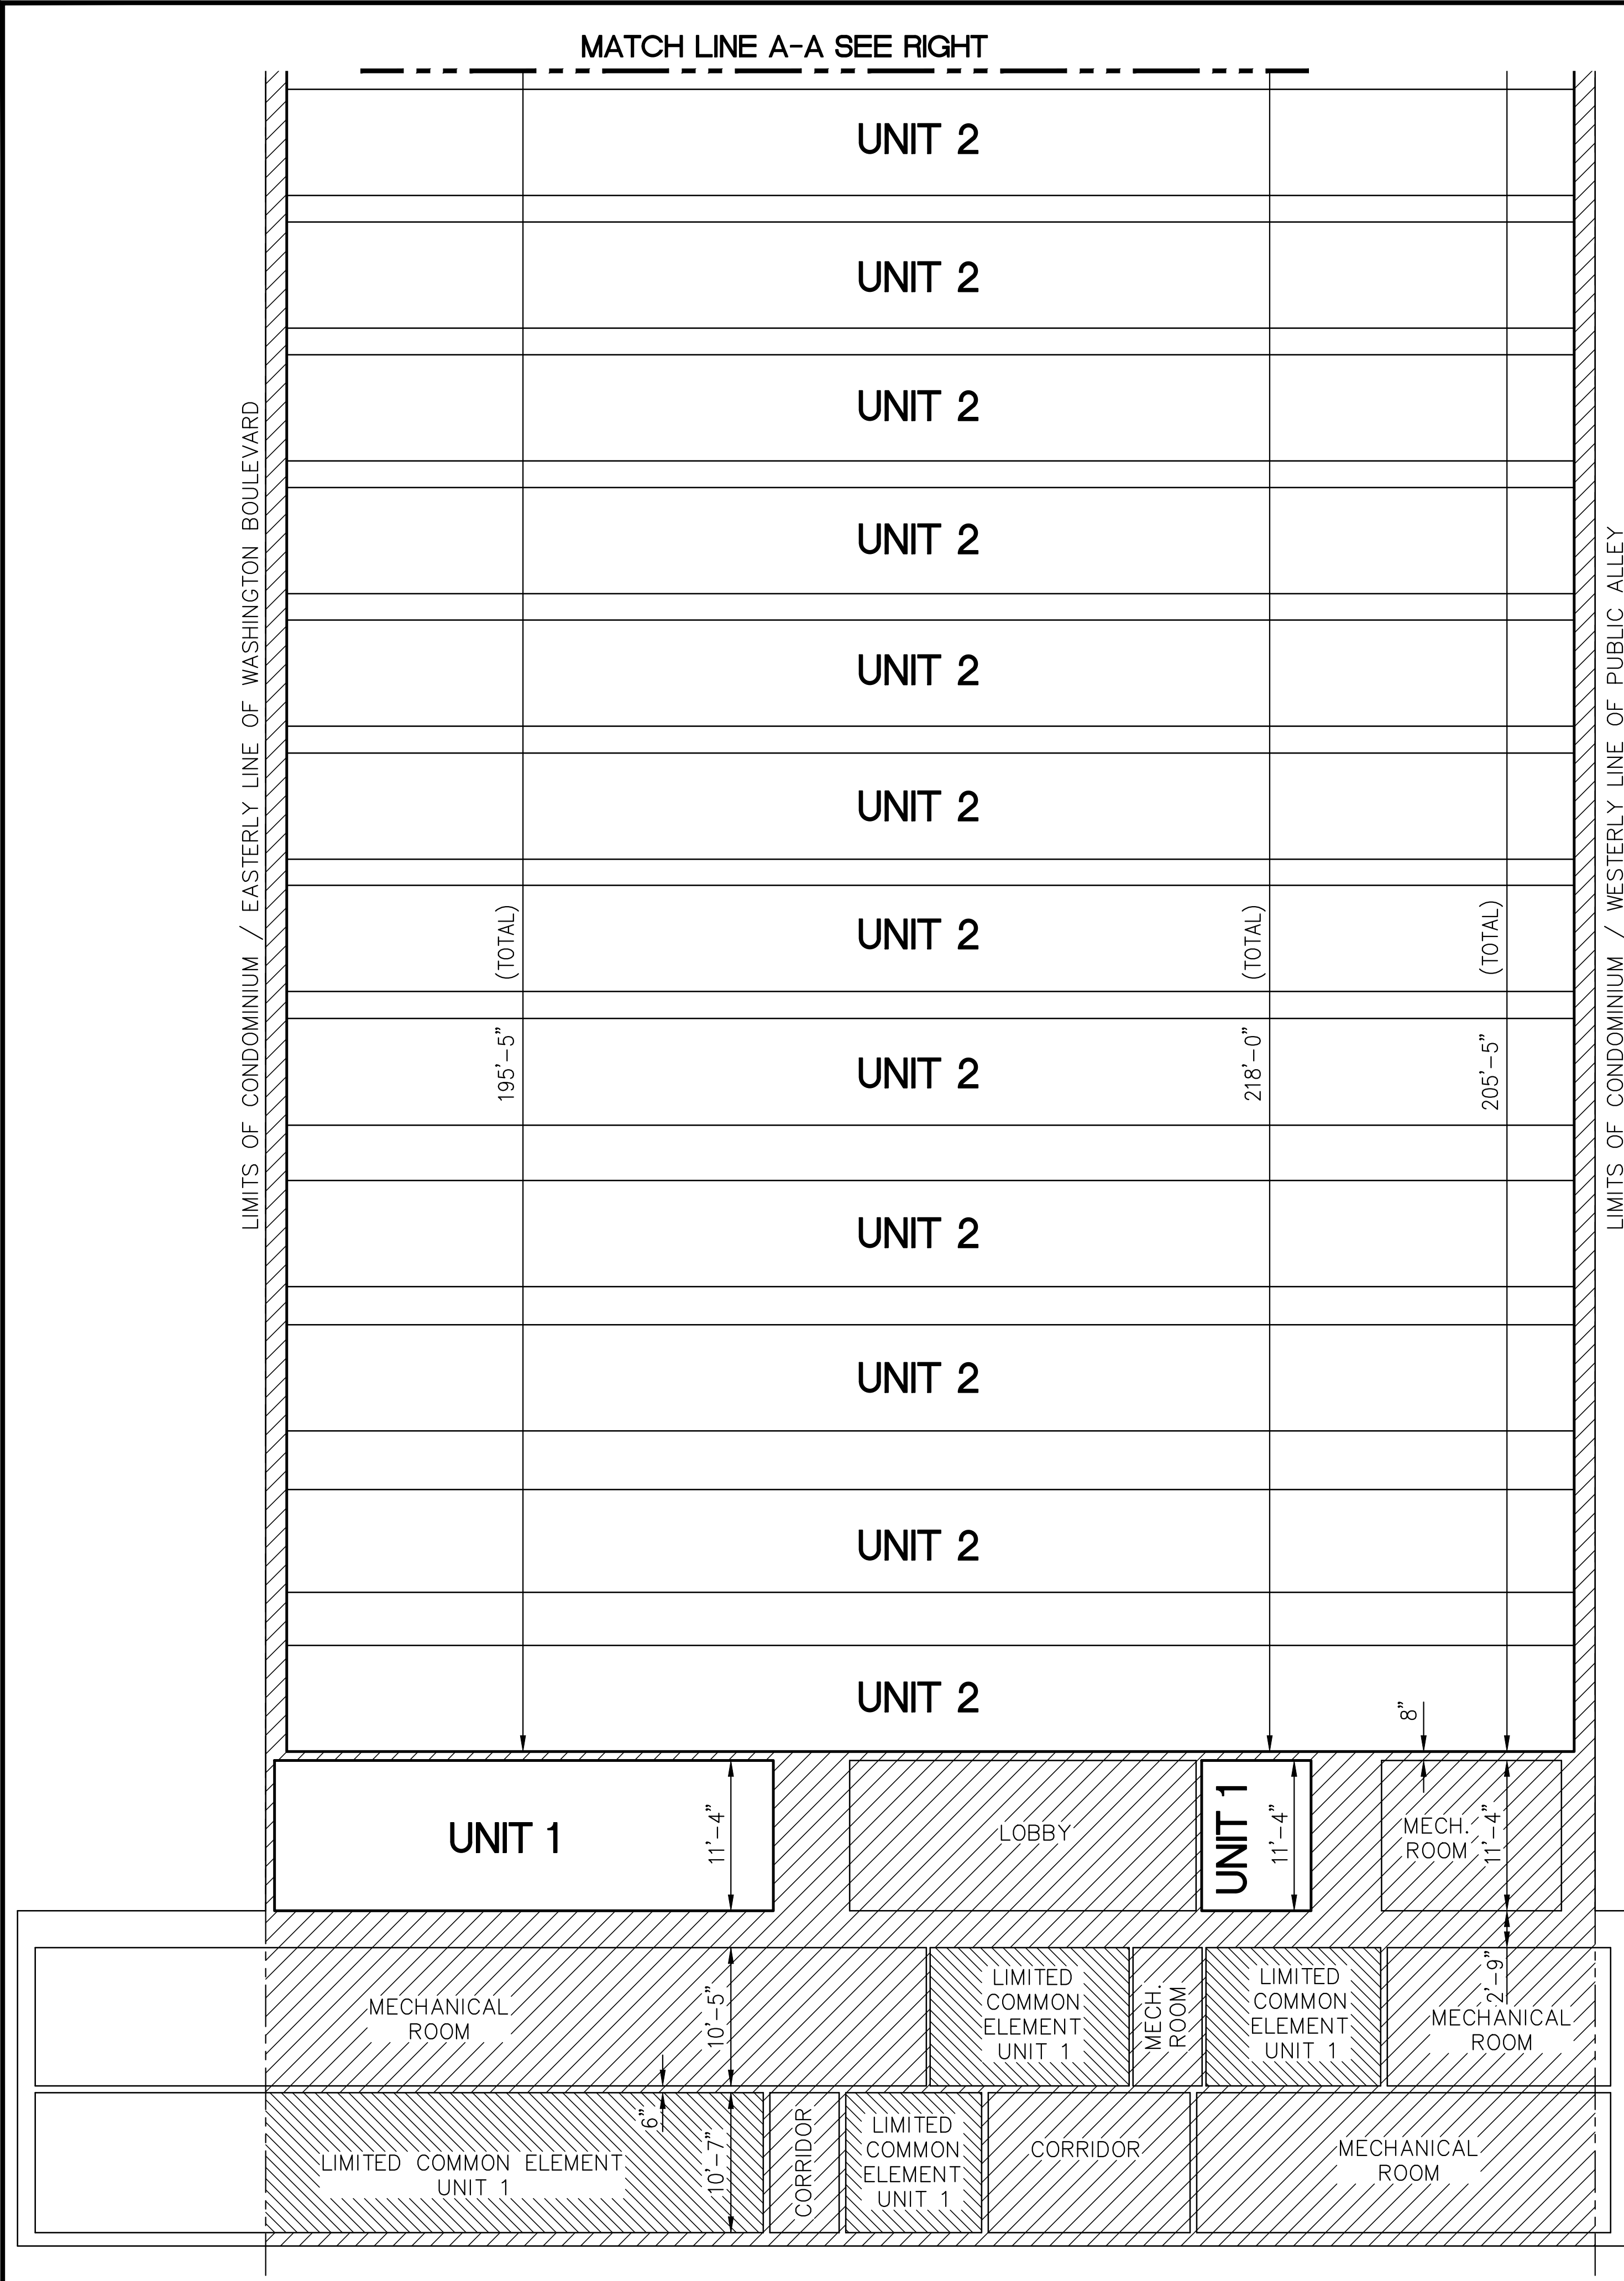 MATCH LINE A-A SEE RIGHT
UNIT 2
UNIT 2
UNIT 2
UNIT 2
UNIT 2
UNIT 2
UNIT 2
UNIT 2
UNIT 2
UNIT 2
UNIT 2
UNIT 2
LIMITS OF CONDOMINIUM / EASTERLY LINE OF WASHINGTON BOULEVARD
195'-5" (TOTAL)
218'-0" (TOTAL)
205'-5" (TOTAL)
LIMITS OF CONDOMINIUM / WESTERLY LINE OF PUBLIC ALLEY
8"
UNIT 1
11'-4"
LOBBY
UNIT 1
11'-4"
MECH.
ROOM
11'-4"
2'-9"
MECHANICAL
ROOM
10'-5"
LIMITED
COMMON
ELEMENT
UNIT 1
MECH.
ROOM
LIMITED
COMMON
ELEMENT
UNIT 1
MECHANICAL
ROOM
6"
LIMITED COMMON ELEMENT
UNIT 1
10'-7"
CORRIDOR
LIMITED
COMMON
ELEMENT
UNIT 1
CORRIDOR
MECHANICAL
ROOM